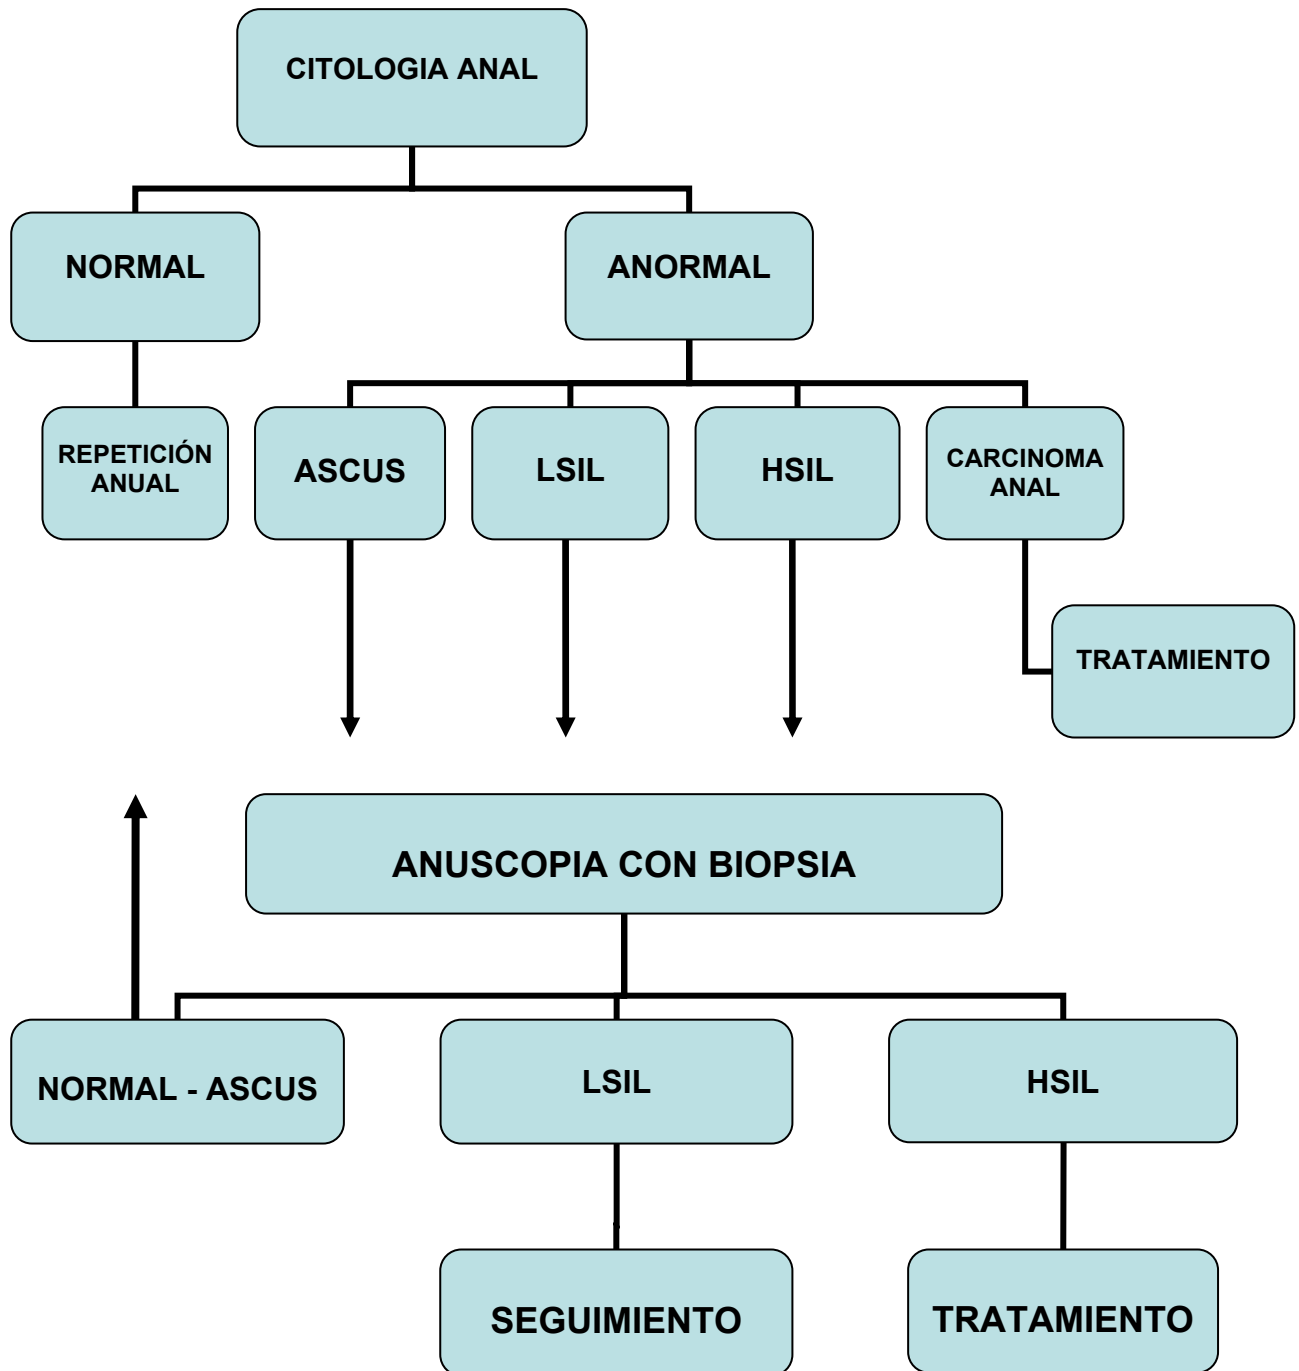 CITOLOGIA ANAL
NORMAL
ANORMAL
REPETICIÓN
ANUAL
ASCUS
LSIL
HSIL
CARCINOMA
ANAL
TRATAMIENTO
ANUSCOPIA CON BIOPSIA
NORMAL - ASCUS
LSIL
HSIL
SEGUIMIENTO
TRATAMIENTO